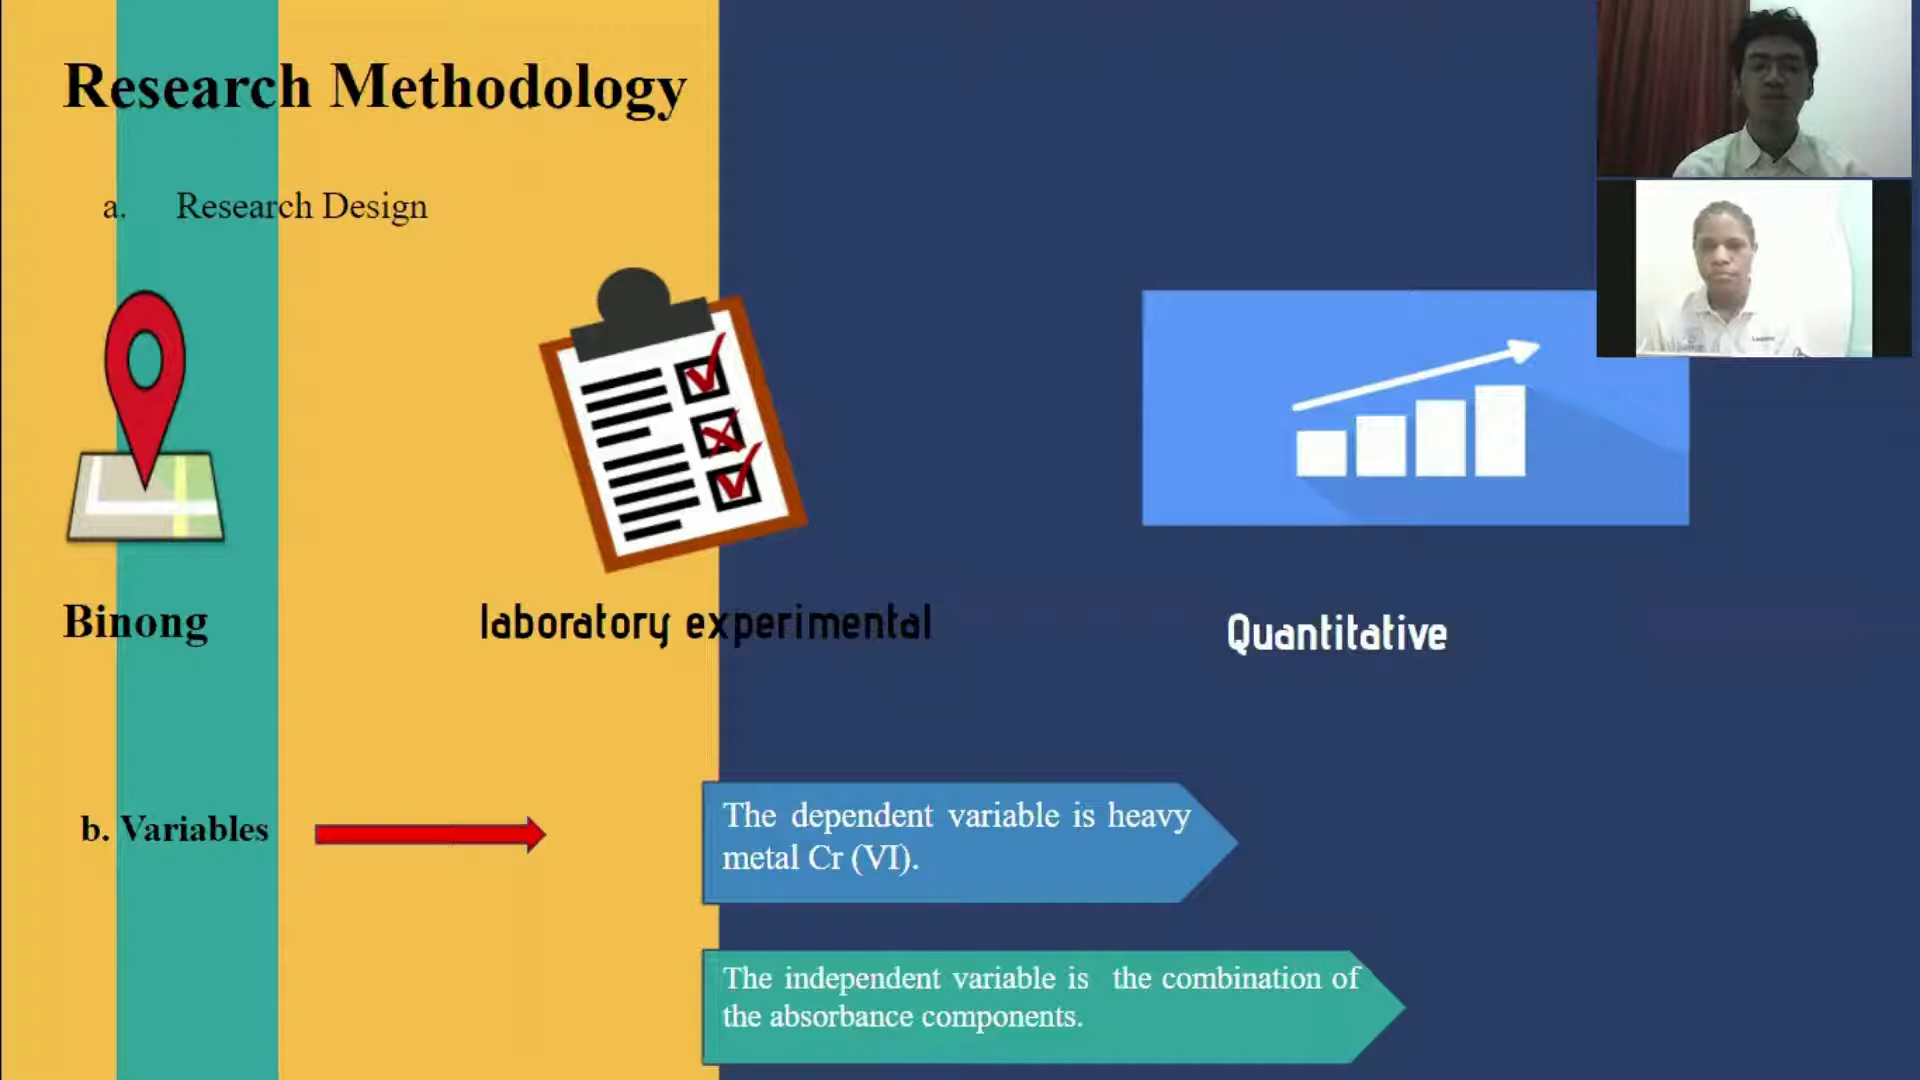 Research Methodology
a. Research Design
Binong
laboratory experimental
Quantitative
b. Variables
The dependent variable is heavy
metal Cr (VI).
The independent variable is the combination of
the absorbance components.